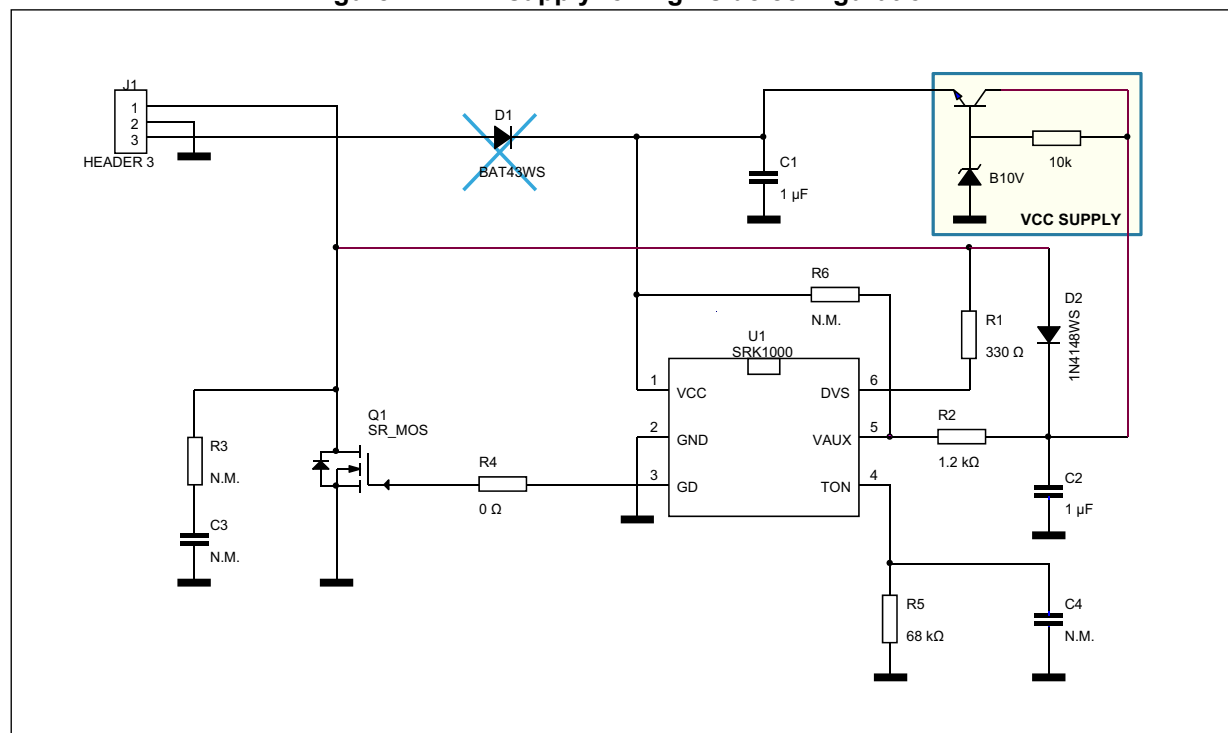 J1
1
2
3
HEADER 3
D1
BAT43WS
C1
1 µF
10k
B10V
VCC SUPPLY
R6
N.M.
U1
SRK1000
R1
330 Ω
D2
1N4148WS
1
VCC
DVS
6
2
GND
VAUX
5
3
GD
TON
4
R2
1.2 kΩ
Q1
SR_MOS
R3
N.M.
R4
0 Ω
C2
1 µF
C3
N.M.
R5
68 kΩ
C4
N.M.